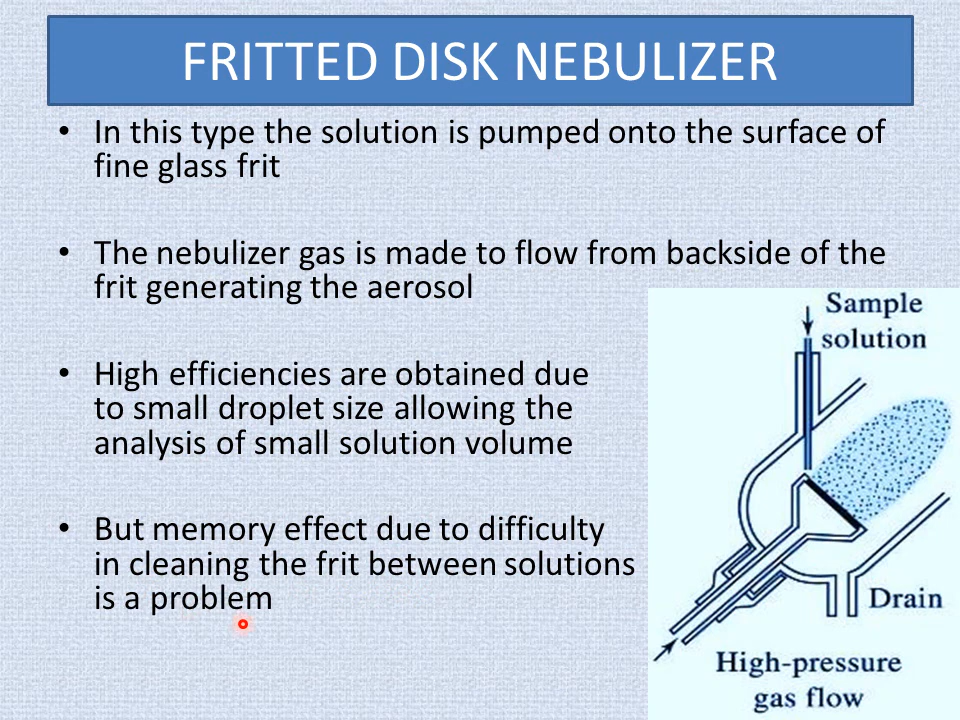 FRITTED DISK NEBULIZER
• In this type the solution is pumped onto the surface of
fine glass frit
• The nebulizer gas is made to flow from backside of the
frit generating the aerosol
• High efficiencies are obtained due
to small droplet size allowing the
analysis of small solution volume
• But memory effect due to difficulty
in cleaning the frit between solutions
is a problem
Sample
solution
Drain
High-pressure
gas flow